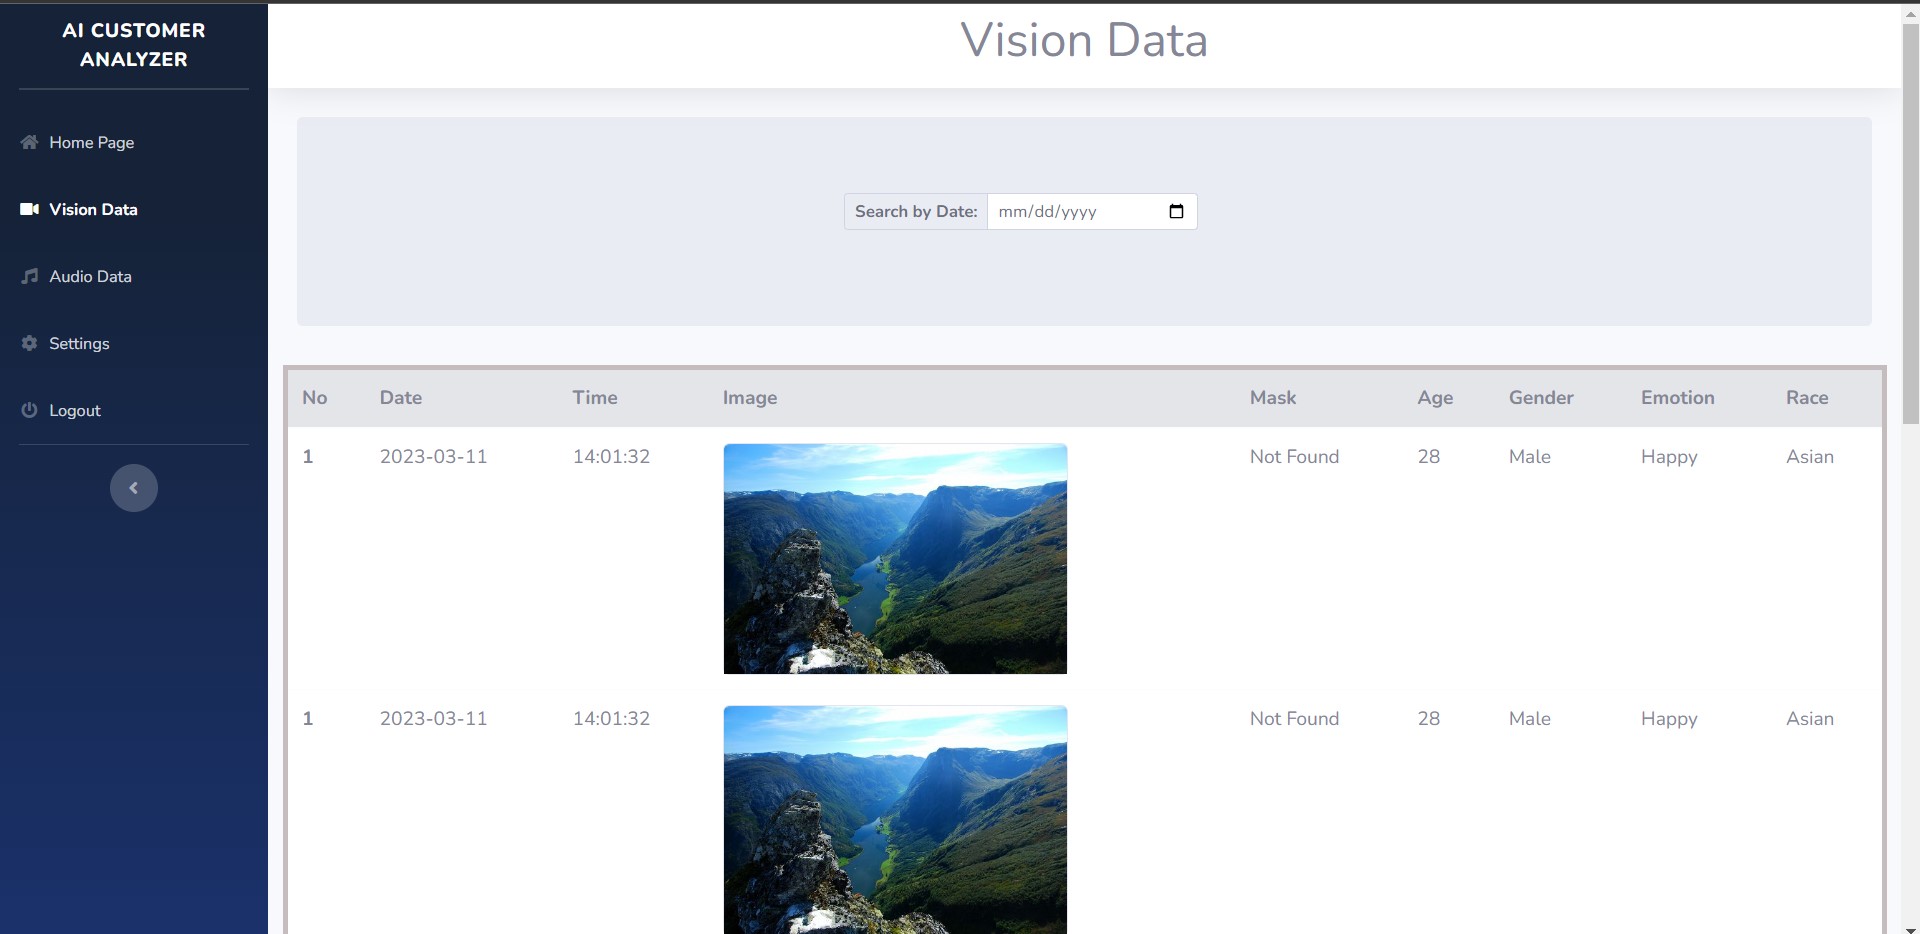 AI CUSTOMER
ANALYZER
Home Page
Vision Data
Audio Data
Settings
Logout
Vision Data
Search by Date: mm/dd/yyyy
No Date Time Image Mask Age Gender Emotion Race
1 2023-03-11 14:01:32 Not Found 28 Male Happy Asian
1 2023-03-11 14:01:32 Not Found 28 Male Happy Asian